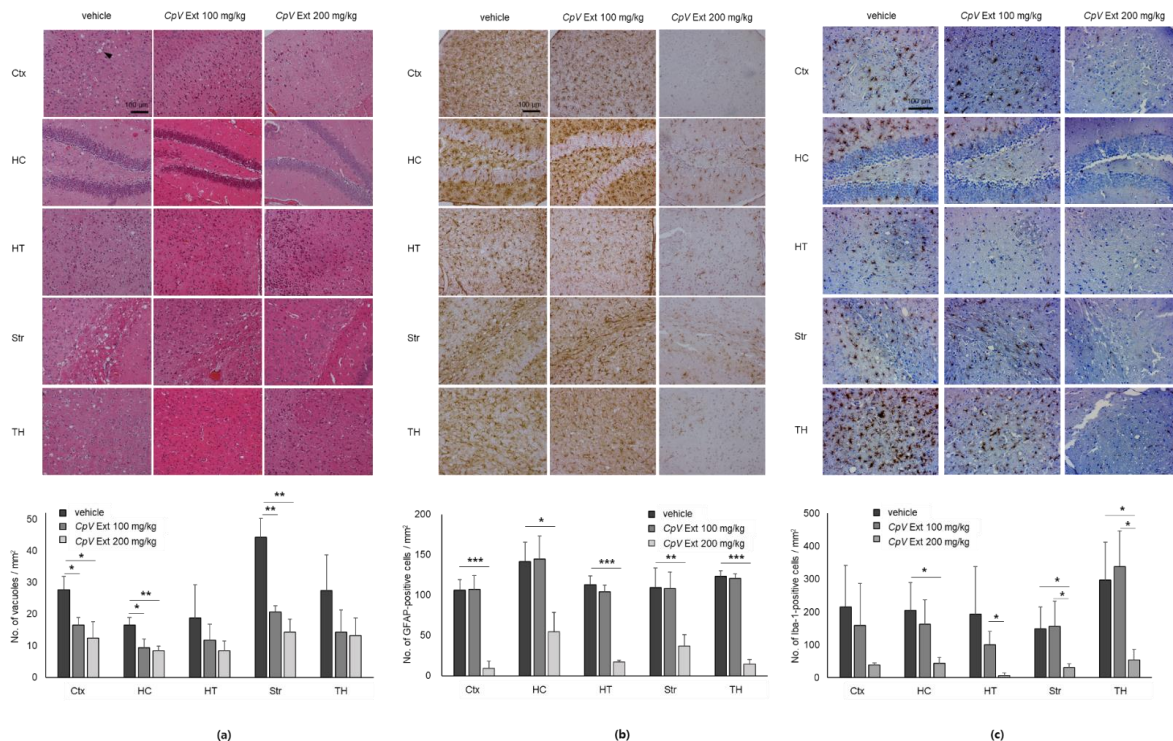 vehicle CpV Ext 100 mg/kg CpV Ext 200 mg/kg
Ctx
100 μm
HC
HT
Str
TH
No. of vacuoles / mm²
50
40
30
20
10
0
vehicle
CpV Ext 100 mg/kg
CpV Ext 200 mg/kg
* *
* **
** **
Ctx HC HT Str TH
(a)
vehicle CpV Ext 100 mg/kg CpV Ext 200 mg/kg
Ctx
100 μm
HC
HT
Str
TH
No. of GFAP-positive cells / mm²
200
150
100
50
0
vehicle
CpV Ext 100 mg/kg
CpV Ext 200 mg/kg
*** * *** ** ***
Ctx HC HT Str TH
(b)
vehicle CpV Ext 100 mg/kg CpV Ext 200 mg/kg
Ctx
100 μm
HC
HT
Str
TH
No. of Iba-1-positive cells / mm²
500
400
300
200
100
0
vehicle
CpV Ext 100 mg/kg
CpV Ext 200 mg/kg
* * * * * *
Ctx HC HT Str TH
(c)